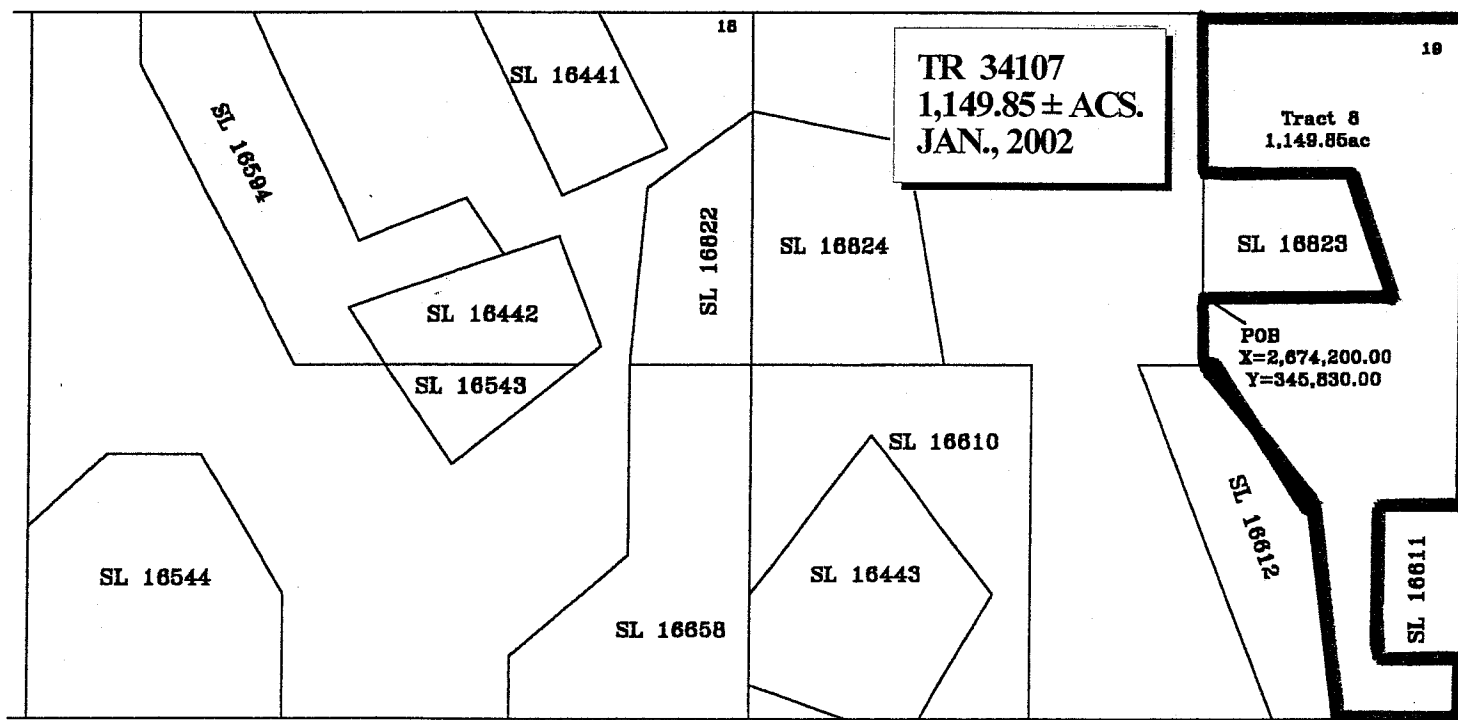 18
19
TR 34107
1,149.85 ± ACS.
JAN., 2002
SL 16441
Tract 8
1,149.85ac
SL 16594
SL 16822
SL 16824
SL 16823
SL 16442
POB
X=2,674,200.00
Y=345,830.00
SL 16543
SL 16610
SL 16612
SL 16544
SL 16443
SL 16611
SL 16658